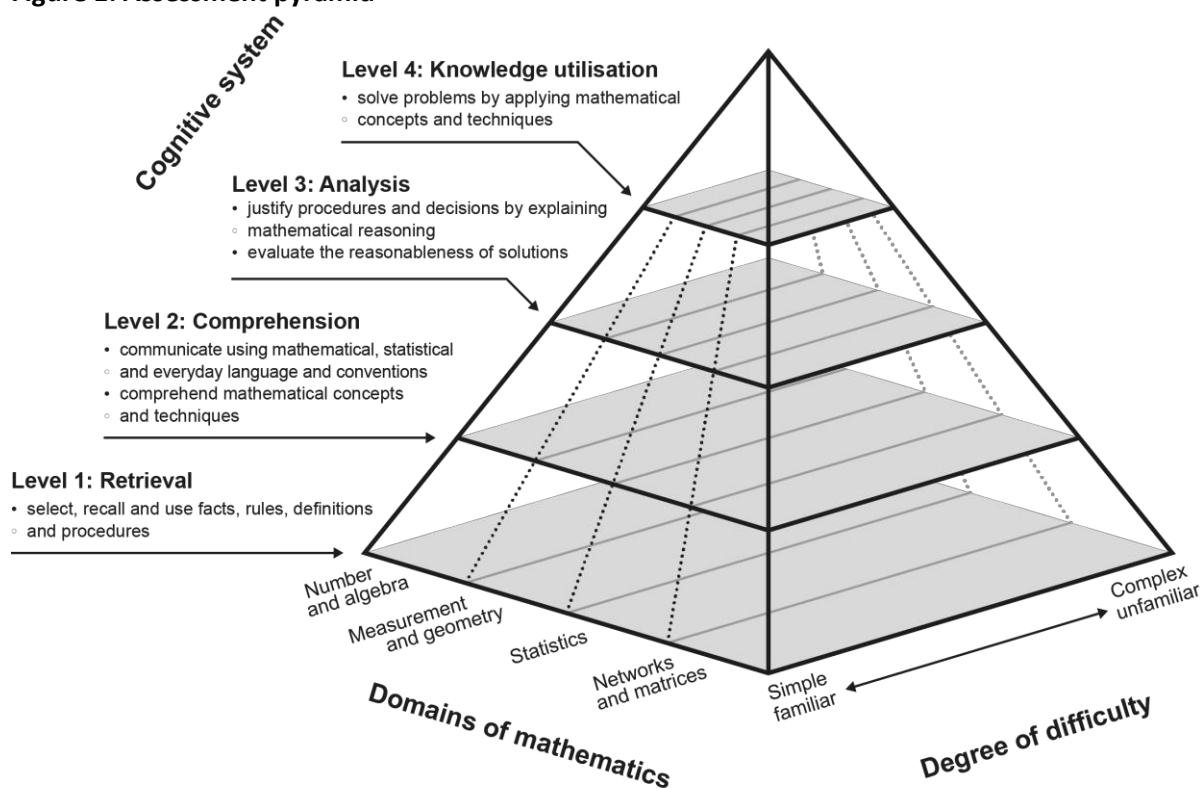 Cognitive system
Level 4: Knowledge utilisation
• solve problems by applying mathematical
◦ concepts and techniques
Level 3: Analysis
• justify procedures and decisions by explaining
◦ mathematical reasoning
• evaluate the reasonableness of solutions
Level 2: Comprehension
• communicate using mathematical, statistical
◦ and everyday language and conventions
• comprehend mathematical concepts
◦ and techniques
Level 1: Retrieval
• select, recall and use facts, rules, definitions
◦ and procedures
Number
and algebra
Measurement
and geometry
Statistics
Networks
and matrices
Simple
familiar
Complex
unfamiliar
Domains of mathematics
Degree of difficulty